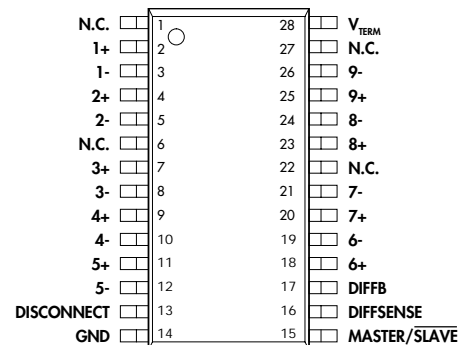 N.C. 1 28 VTERM
1+ 2 27 N.C.
1- 3 26 9-
2+ 4 25 9+
2- 5 24 8-
N.C. 6 23 8+
3+ 7 22 N.C.
3- 8 21 7-
4+ 9 20 7+
4- 10 19 6-
5+ 11 18 6+
5- 12 17 DIFFB
DISCONNECT 13 16 DIFFSENSE
GND 14 15 MASTER/SLAVE